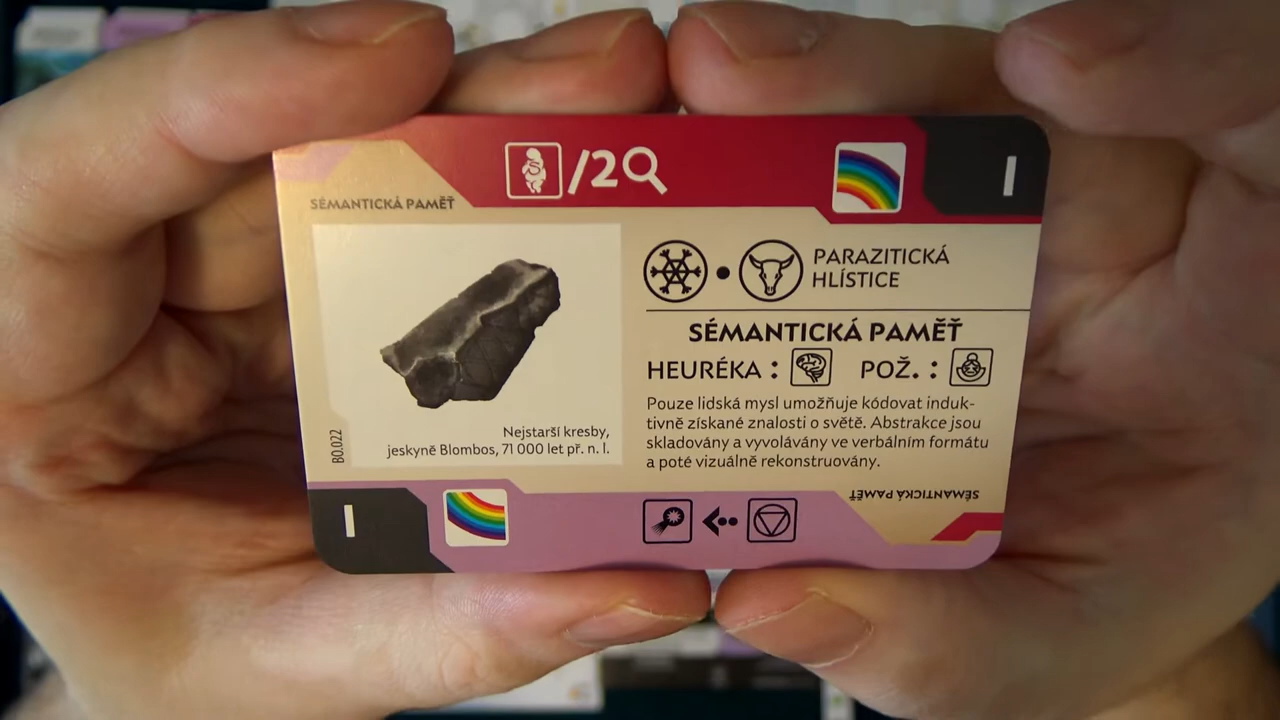 /2
I
SÉMANTICKÁ PAMĚŤ
PARAZITICKÁ
HLÍSTICE
SÉMANTICKÁ PAMĚŤ
HEURÉKA : POŽ. :
Pouze lidská mysl umožňuje kódovat induk-
tivně získané znalosti o světě. Abstrakce jsou
skladovány a vyvolávány ve verbálním formátu
a poté vizuálně rekonstruovány.
Nejstarší kresby,
jeskyně Blombos, 71 000 let př. n. l.
BO.022
SÉMANTICKÁ PAMĚŤ
I